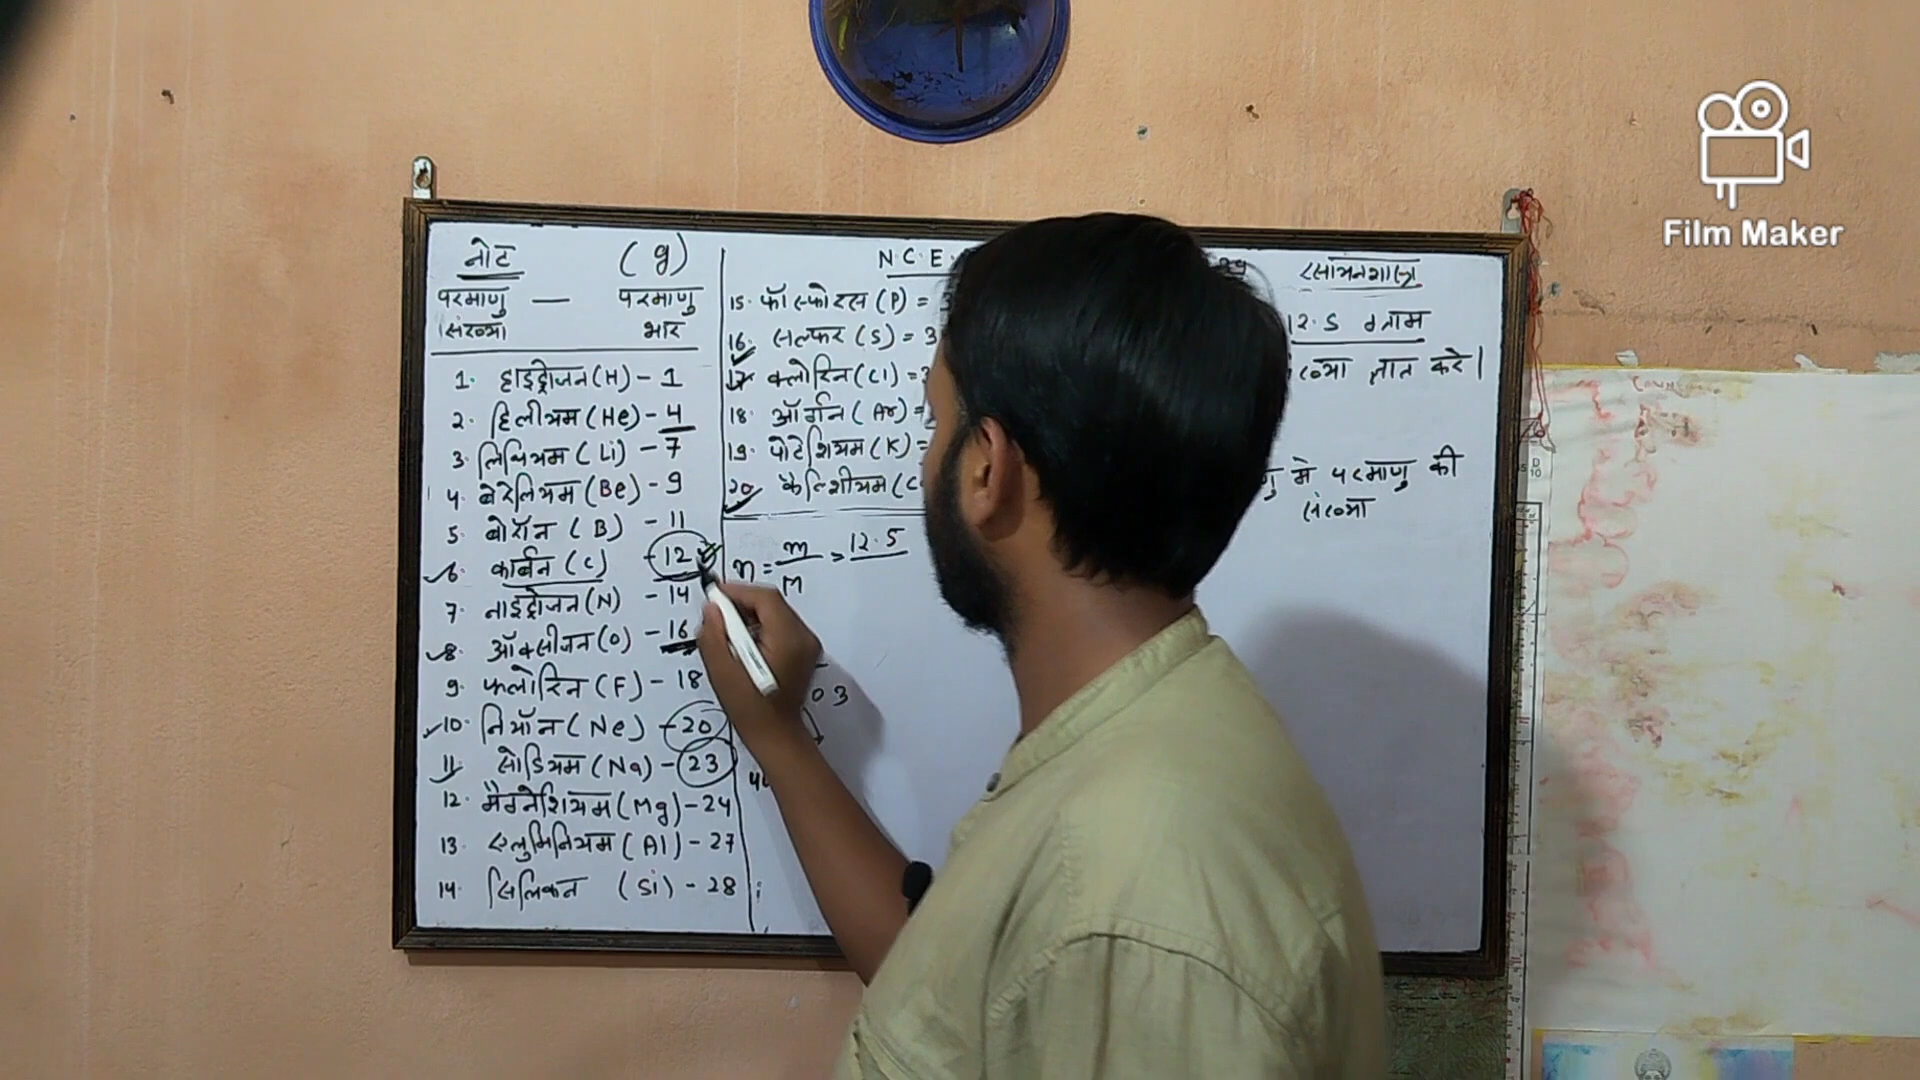 नोट (g)
परमाणु — परमाणु
संख्या भार
1. हाइड्रोजन (H) - 1
2. हिलीयम (He) - 4
3. लिथियम (Li) - 7
4. बेरेलियम (Be) - 9
5. बोरॉन (B) - 11
6. कार्बन (C) - 12
7. नाइट्रोजन (N) - 14
8. ऑक्सीजन (O) - 16
9. फ्लोरिन (F) - 18
10. नियॉन (Ne) - 20
11. सोडियम (Na) - 23
12. मैग्नेशियम (Mg) - 24
13. एलुमिनियम (Al) - 27
14. सिलिकन (Si) - 28
N.C.E
15. फॉस्फोरस (P) = 3
16. सल्फर (S) = 3
17. क्लोरिन (Cl) = 3
18. ऑर्गन (Ar) =
19. पोटेशियम (K) =
20. कैल्शीयम (C
n = m/M = 12.5
03
रसायनशास्त्र
12.5 ग्राम
ख्या ज्ञात करे।
णु मे परमाणु की
संख्या
Film Maker